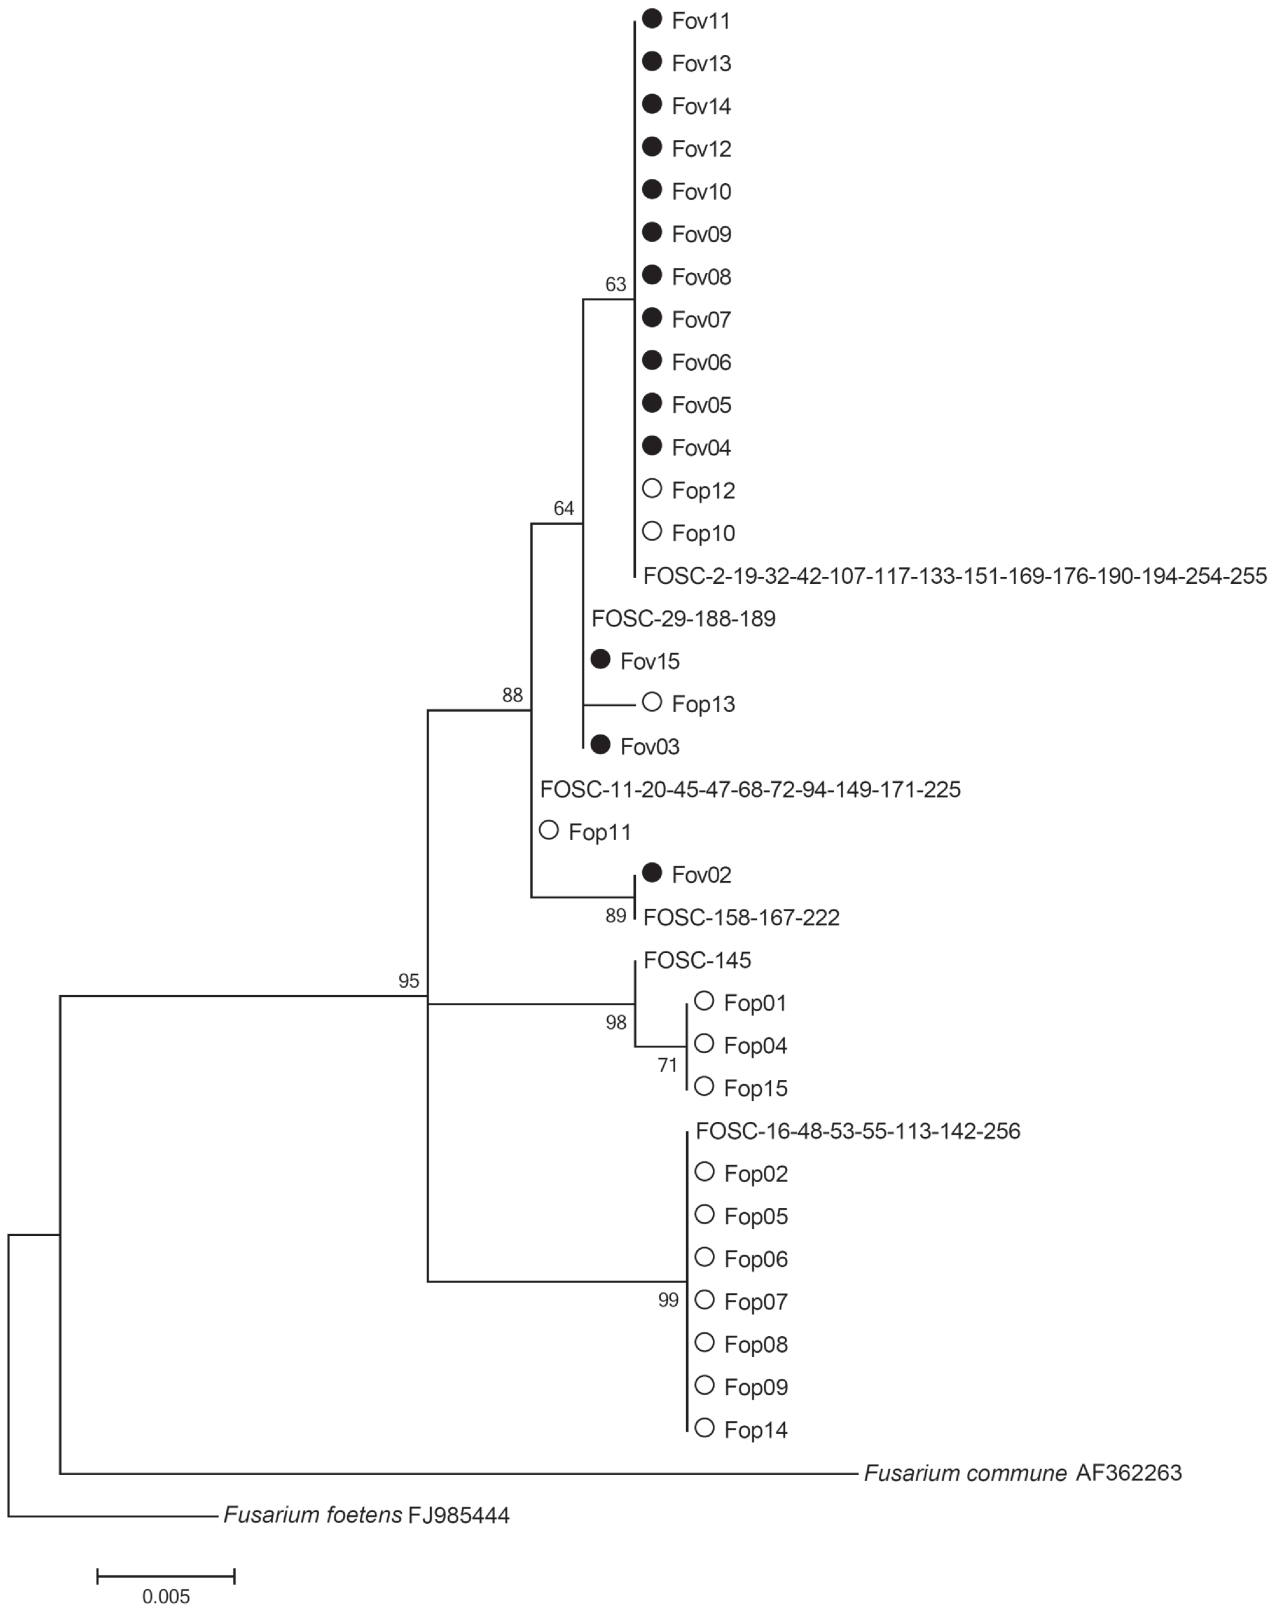 Fov11
Fov13
Fov14
Fov12
Fov10
Fov09
Fov08
63
Fov07
Fov06
Fov05
Fov04
Fop12
64
Fop10
FOSC-2-19-32-42-107-117-133-151-169-176-190-194-254-255
FOSC-29-188-189
Fov15
88
Fop13
Fov03
FOSC-11-20-45-47-68-72-94-149-171-225
Fop11
Fov02
89
FOSC-158-167-222
FOSC-145
95
Fop01
98
Fop04
71
Fop15
FOSC-16-48-53-55-113-142-256
Fop02
Fop05
Fop06
99
Fop07
Fop08
Fop09
Fop14
Fusarium commune AF362263
Fusarium foetens FJ985444
0.005